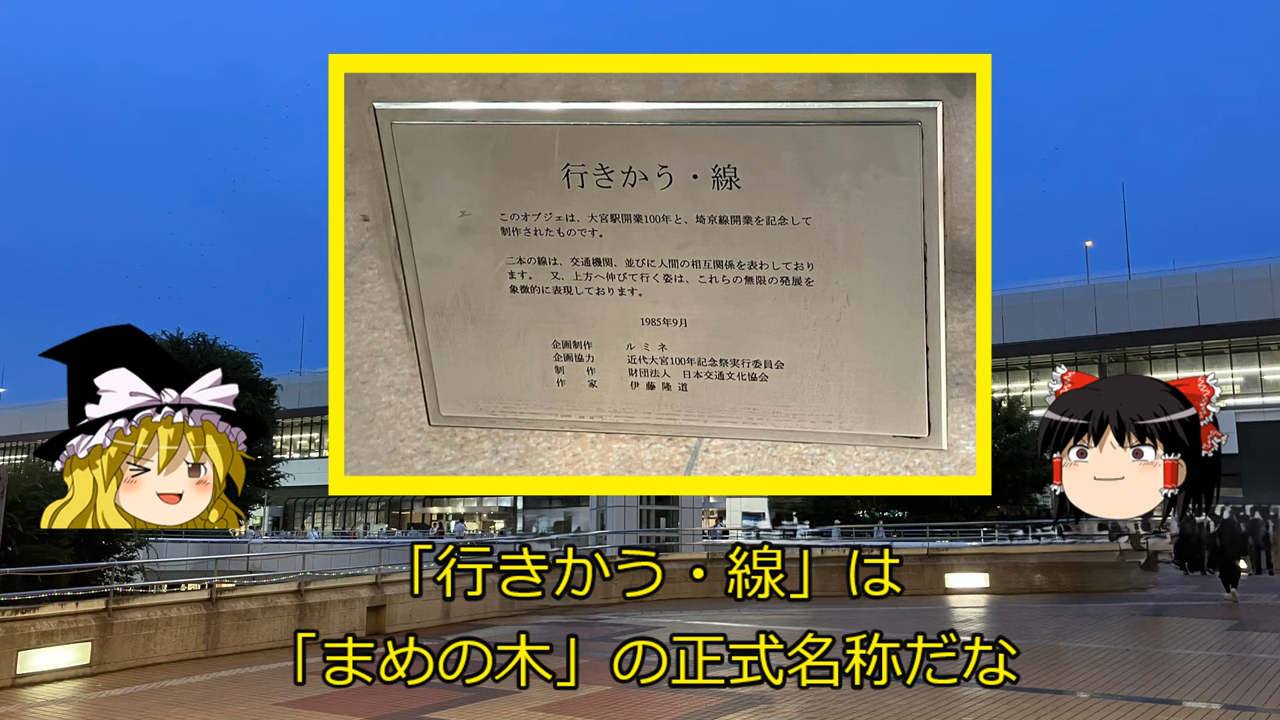 行きかう・線
このオブジェは、大宮駅開業100年と、埼京線開業を記念して
制作されたものです。
二本の線は、交通機関、並びに人間の相互関係を表わしており
ます。 又、上方へ伸びて行く姿は、これらの無限の発展を
象徴的に表現しております。
1985年9月
企画制作 ルミネ
企画協力 近代大宮100年記念祭実行委員会
制 作 財団法人 日本交通文化協会
作 家 伊藤隆道
「行きかう・線」は
「まめの木」の正式名称だな